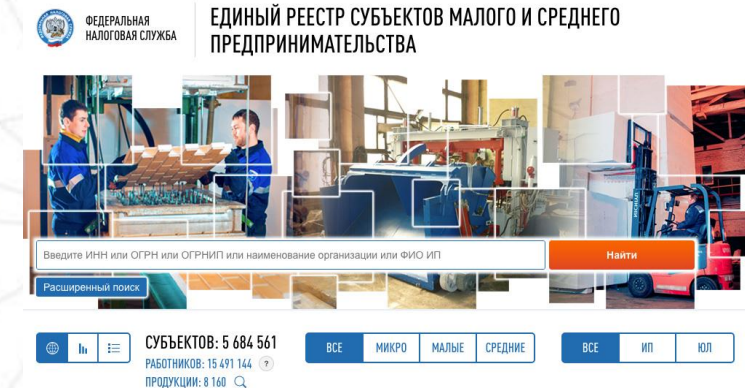 ФЕДЕРАЛЬНАЯ
НАЛОГОВАЯ СЛУЖБА
ЕДИНЫЙ РЕЕСТР СУБЪЕКТОВ МАЛОГО И СРЕДНЕГО
ПРЕДПРИНИМАТЕЛЬСТВА
Введите ИНН или ОГРН или ОГРНИП или наименование организации или ФИО ИП
Найти
Расширенный поиск
СУБЪЕКТОВ: 5 684 561
РАБОТНИКОВ: 15 491 144 ?
ПРОДУКЦИИ: 8 160
ВСЕ МИКРО МАЛЫЕ СРЕДНИЕ
ВСЕ ИП ЮЛ